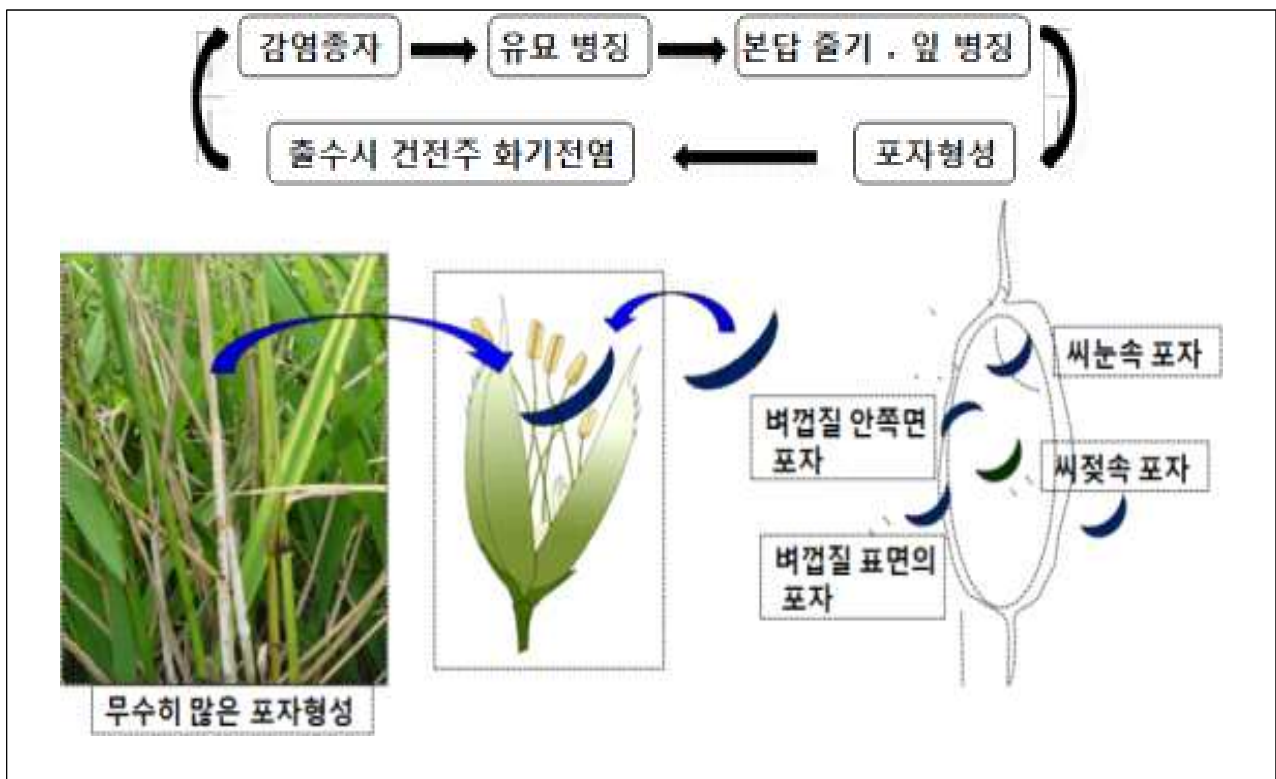 감염종자
유묘 병징
본답 줄기 . 잎 병징
출수시 건전주 화기전염
포자형성
씨눈속 포자
벼껍질 안쪽면
포자
씨젖속 포자
벼껍질 표면의
포자
무수히 많은 포자형성